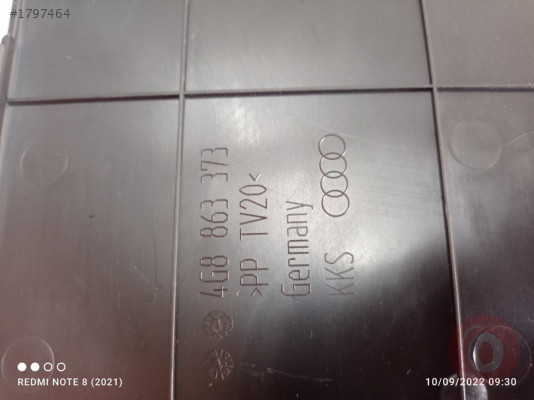 #1797464
4G8 863 373
>PP TV20<
Germany
KKS
REDMI NOTE 8 (2021)
10/09/2022 09:30